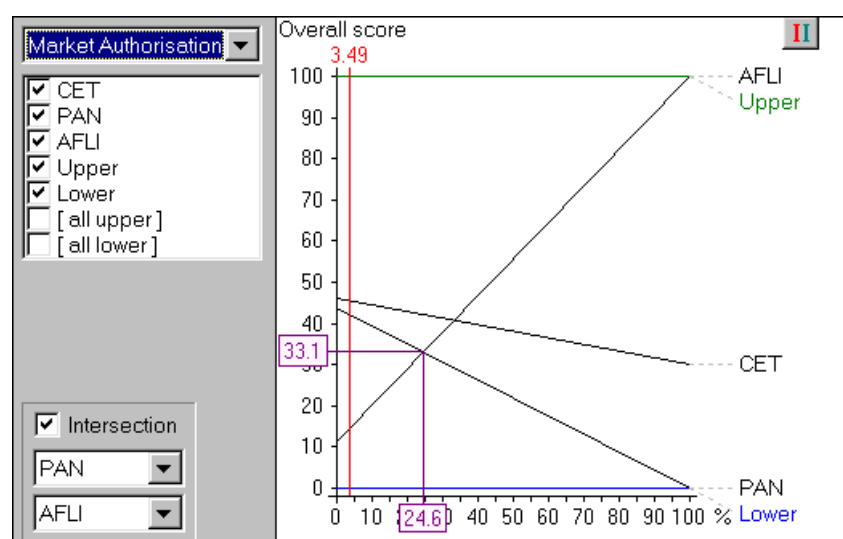 Market Authorisation
CET
PAN
AFLI
Upper
Lower
[ all upper ]
[ all lower ]
Intersection
PAN
AFLI
Overall score
3.49
II
100
90
80
70
60
50
40
33.1
20
10
0
0 10 24.6 40 50 60 70 80 90 100 %
AFLI
Upper
CET
PAN
Lower